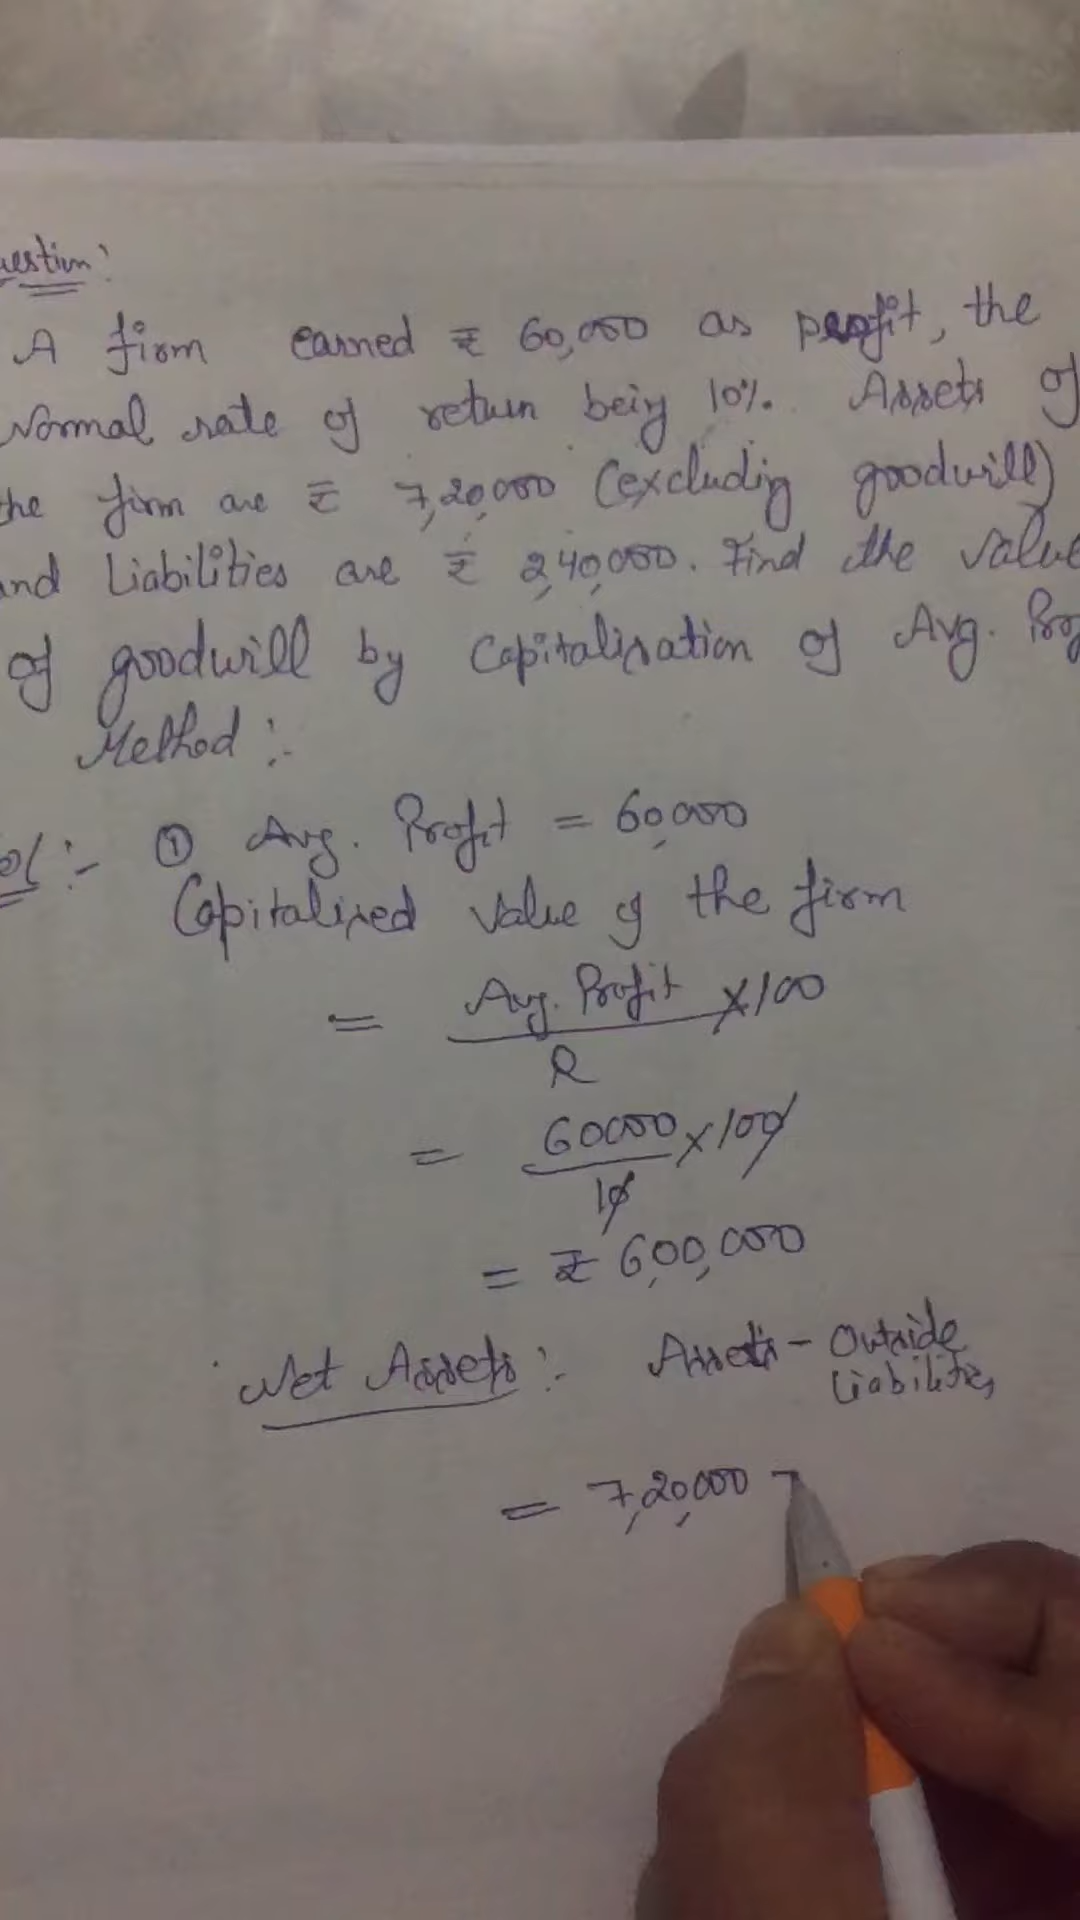 uestion:
A firm earned ₹ 60,000 as profit, the
Normal rate of return being 10%. Assets of
the firm are ₹ 7,20,000 (excluding goodwill)
and Liabilities are ₹ 2,40,000. Find the value
of goodwill by Capitalisation of Avg. Prof
Method :-
ol :- ① Avg. Profit = 60,000
Capitalised Value of the firm
= Avg. Profit / R × 100
= 60000 / 10 × 100
= ₹ 6,00,000
Net Assets :- Assets - Outside
Liabilities
= 7,20,000 -